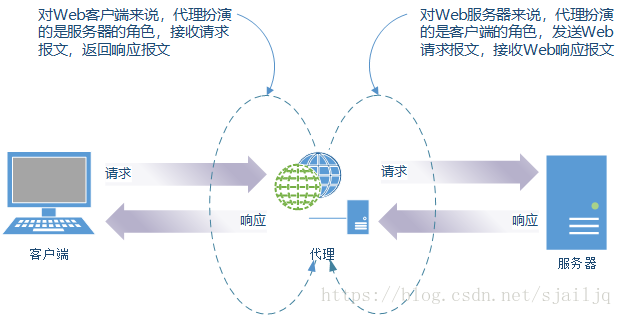 对Web客户端来说，代理扮演
的是服务器的角色，接收请求
报文，返回响应报文
对Web服务器来说，代理扮演
的是客户端的角色，发送Web
请求报文，接收Web响应报文
请求
请求
响应
响应
客户端
代理
服务器
https://blog.csdn.net/sjailjq